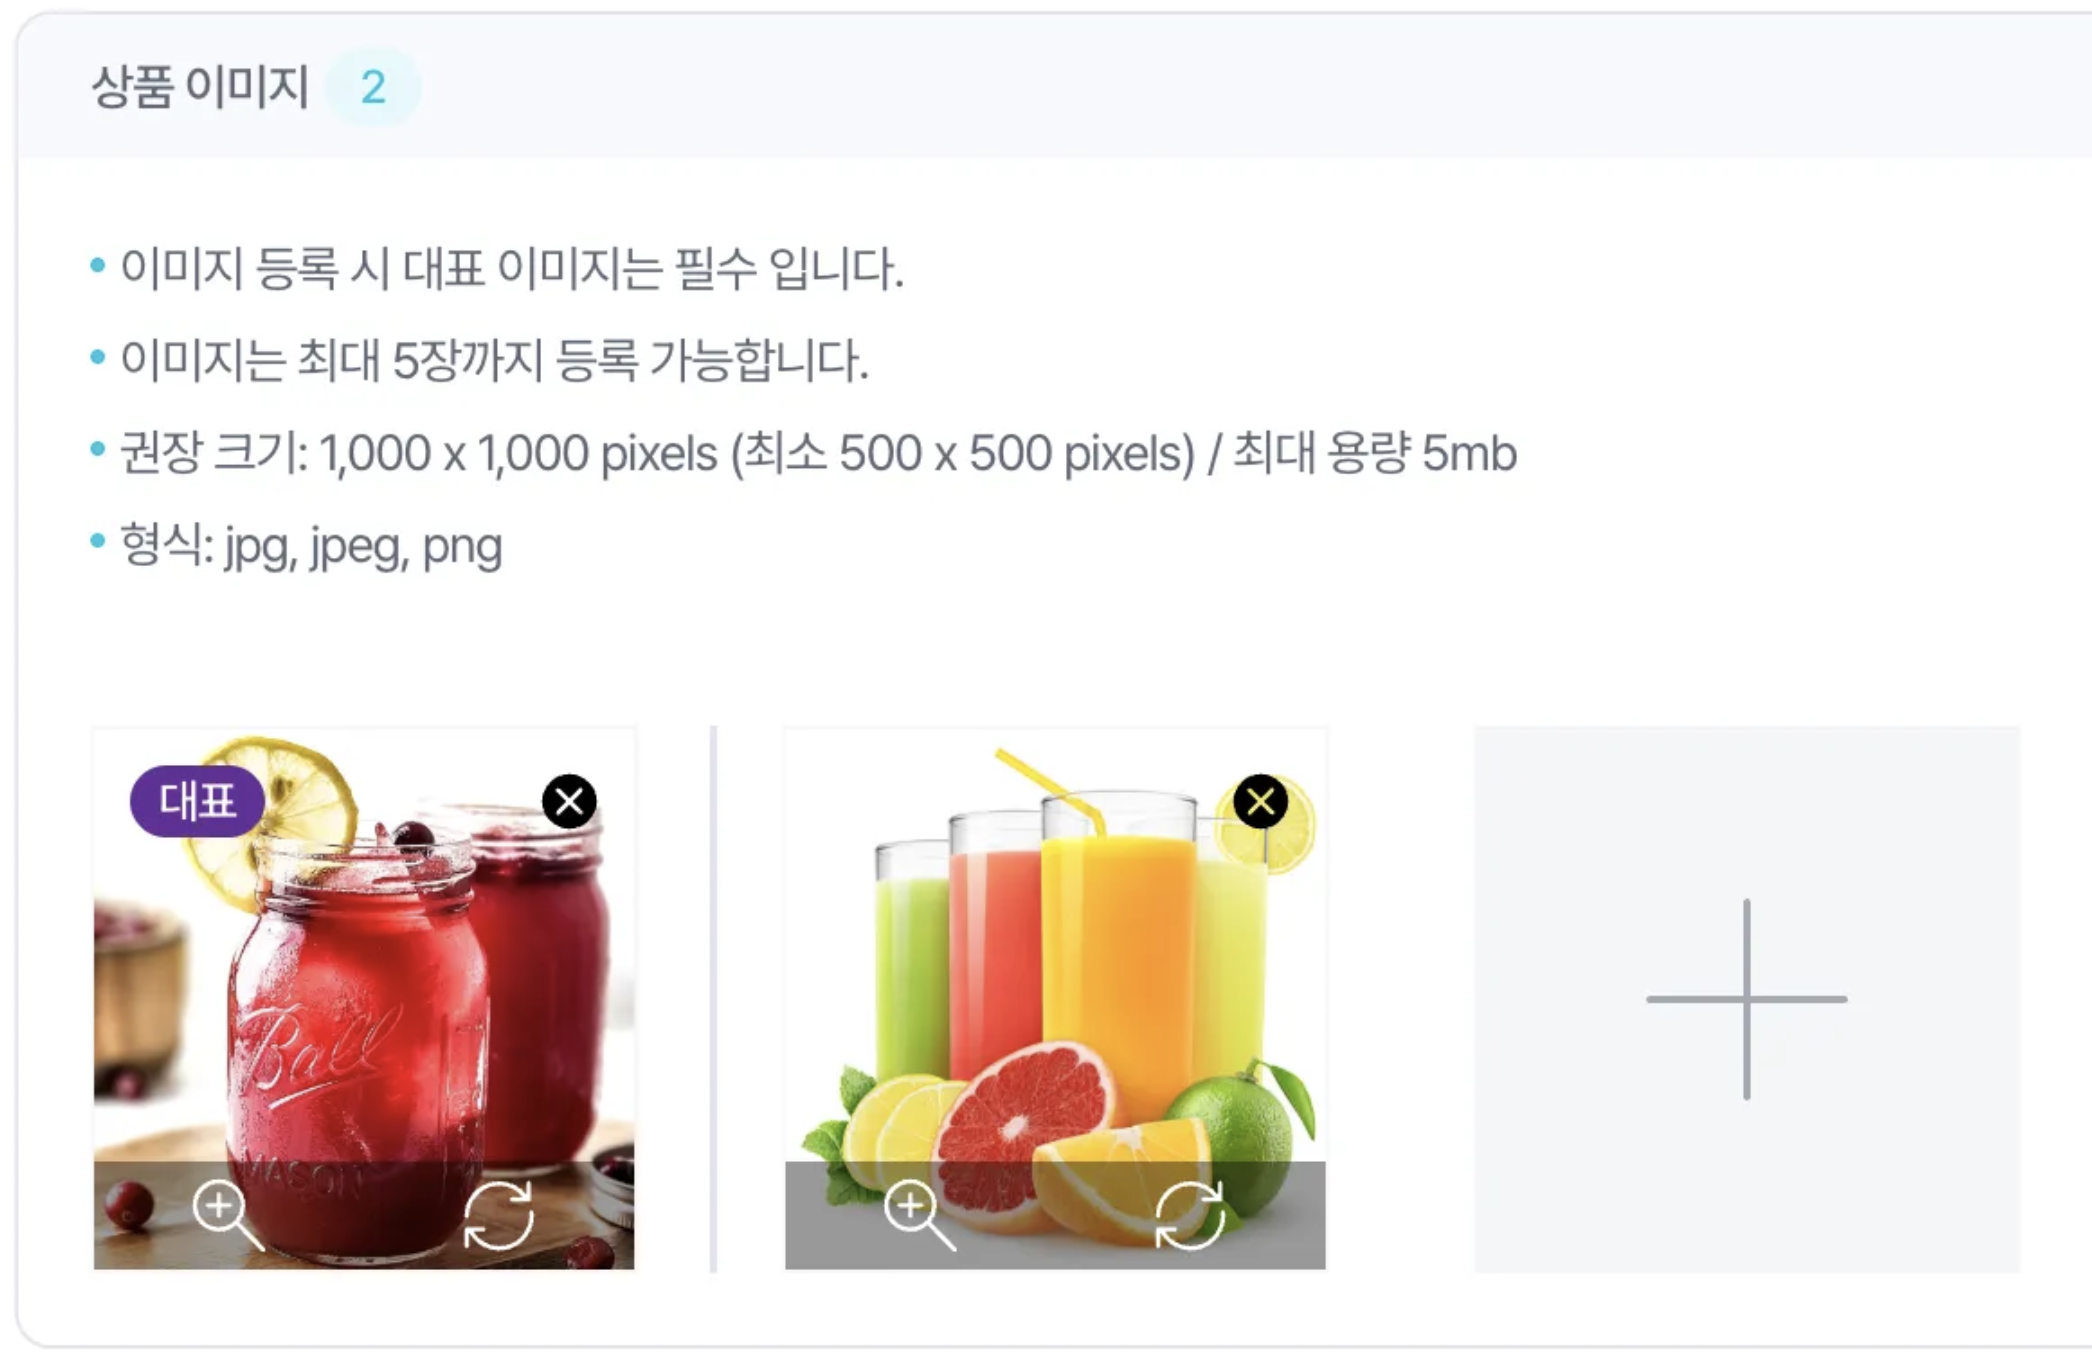 상품 이미지 2
이미지 등록 시 대표 이미지는 필수 입니다.
이미지는 최대 5장까지 등록 가능합니다.
권장 크기: 1,000 x 1,000 pixels (최소 500 x 500 pixels) / 최대 용량 5mb
형식: jpg, jpeg, png
대표
Ball
MASON